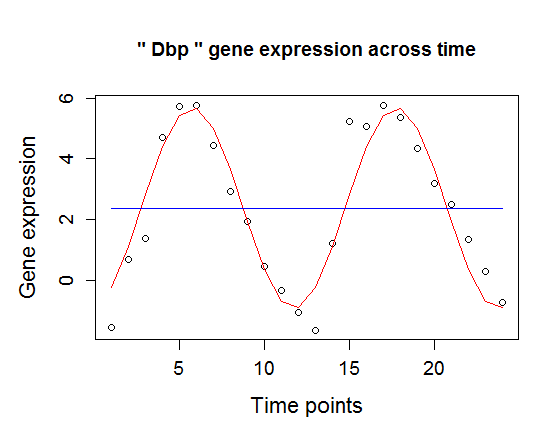 " Dbp " gene expression across time
Gene expression
6
4
2
0
5 10 15 20
Time points